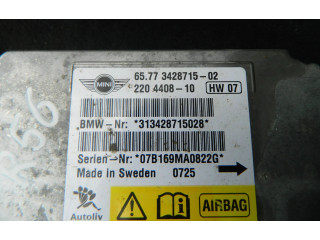 MINI
65.77 3428715-02
220 4408-10 HW 07
BMW-Nr: *313428715028*
Serien-Nr: *07B169MA0822G*
Made in Sweden 0725
Autoliv
AIRBAG